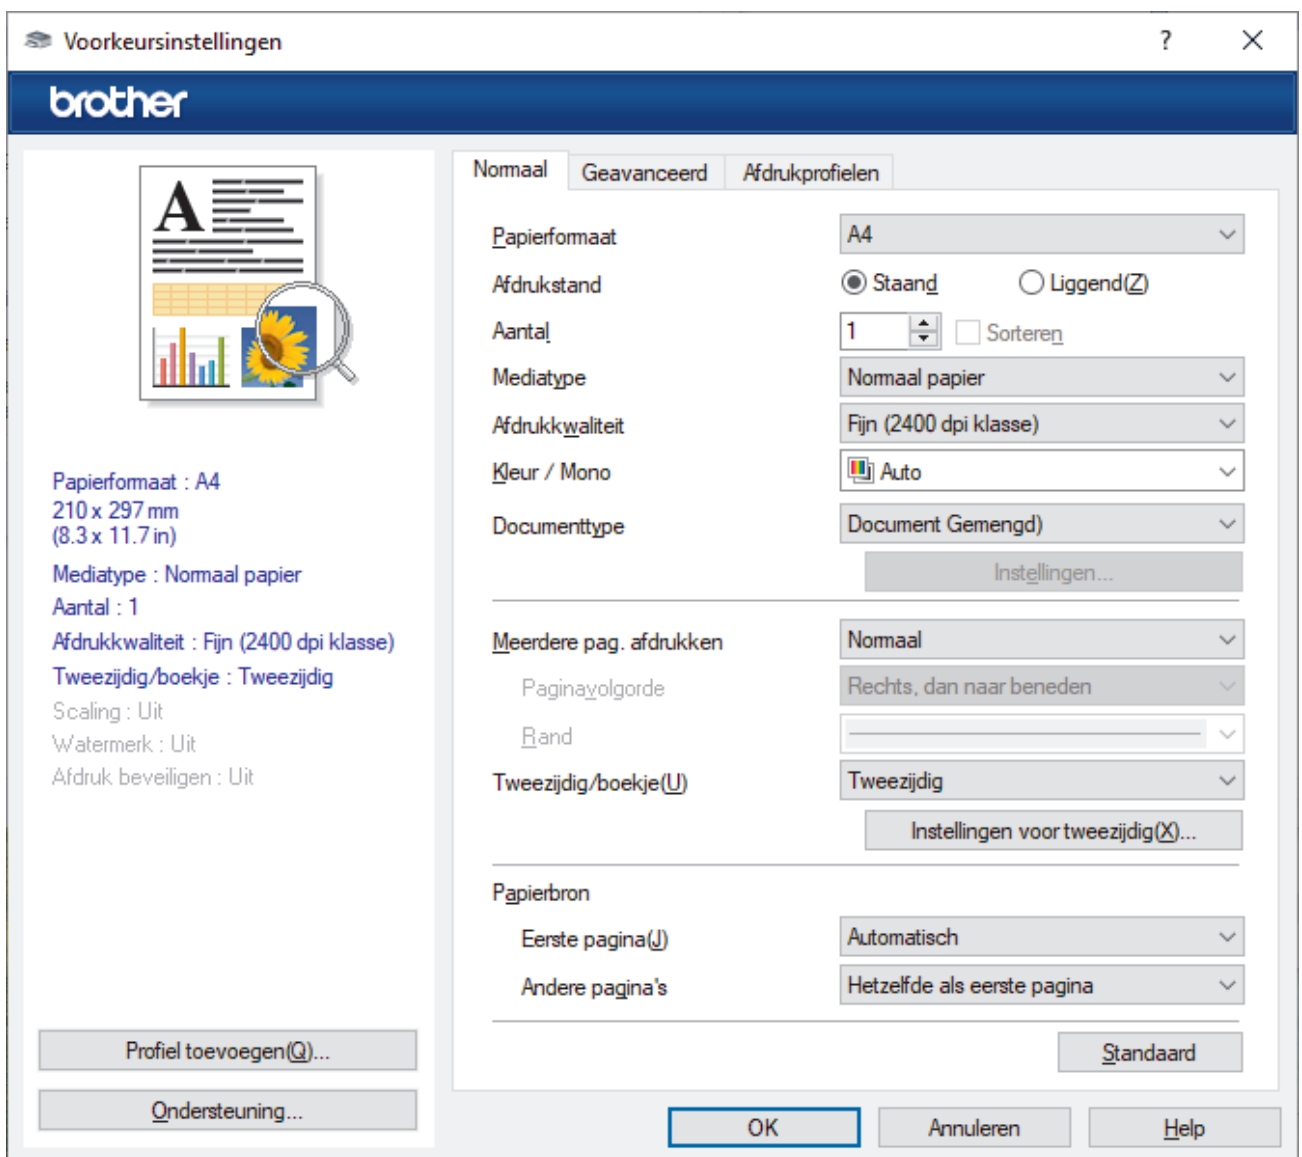 Voorkeursinstellingen ?
brother
A
Papierformaat : A4
210 x 297 mm
(8.3 x 11.7 in)
Mediatype : Normaal papier
Aantal : 1
Afdrukkwaliteit : Fijn (2400 dpi klasse)
Tweezijdig/boekje : Tweezijdig
Scaling : Uit
Watermerk : Uit
Afdruk beveiligen : Uit
Profiel toevoegen(Q)...
Ondersteuning...
Normaal Geavanceerd Afdrukprofielen
Papierformaat A4
Afdrukstand Staand Liggend(Z)
Aantal 1 Sorteren
Mediatype Normaal papier
Afdrukkwaliteit Fijn (2400 dpi klasse)
Kleur / Mono Auto
Documenttype Document Gemengd)
Instellingen...
Meerdere pag. afdrukken Normaal
Paginavolgorde Rechts, dan naar beneden
Rand
Tweezijdig/boekje(U) Tweezijdig
Instellingen voor tweezijdig(X)...
Papierbron
Eerste pagina(J) Automatisch
Andere pagina's Hetzelfde als eerste pagina
Standaard
OK Annuleren Help